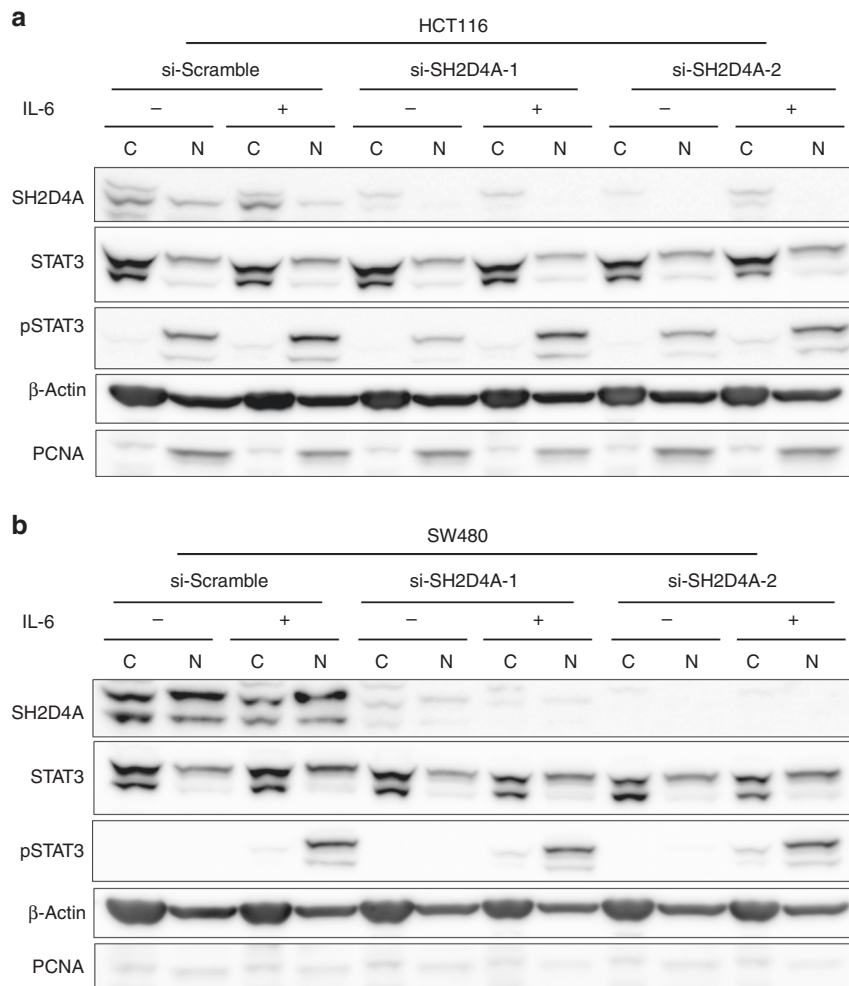 a
HCT116
si-Scramble si-SH2D4A-1 si-SH2D4A-2
IL-6 – + – + – +
C N C N C N C N C N C N
SH2D4A
STAT3
pSTAT3
β-Actin
PCNA
b
SW480
si-Scramble si-SH2D4A-1 si-SH2D4A-2
IL-6 – + – + – +
C N C N C N C N C N C N
SH2D4A
STAT3
pSTAT3
β-Actin
PCNA